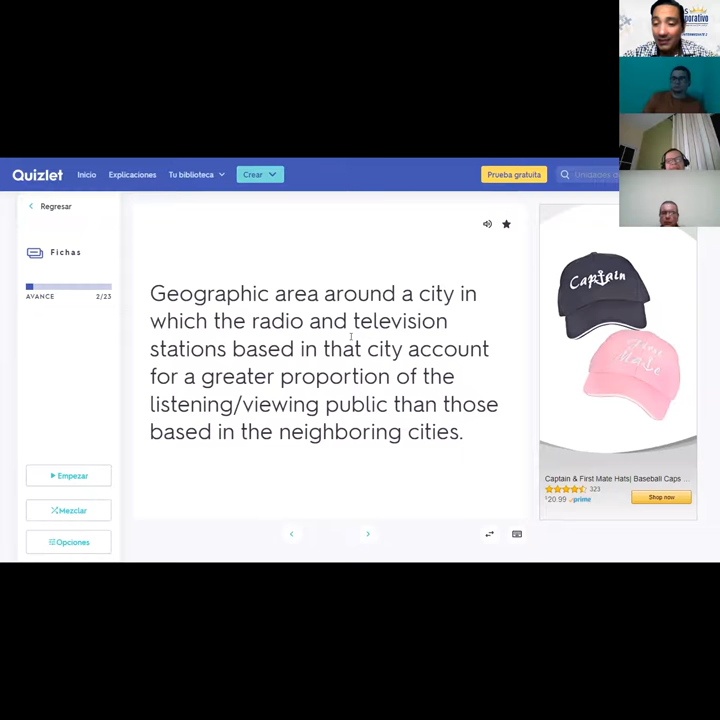 Quizlet
Inicio
Explicaciones
Tu biblioteca
Crear
Prueba gratuita
Unidades
Regresar
Fichas
AVANCE 2/23
Geographic area around a city in
which the radio and television
stations based in that city account
for a greater proportion of the
listening/viewing public than those
based in the neighboring cities.
Empezar
Mezclar
Opciones
Captain
Captain & First Mate Hats| Baseball Caps ...
323
$20.99 prime
Shop now